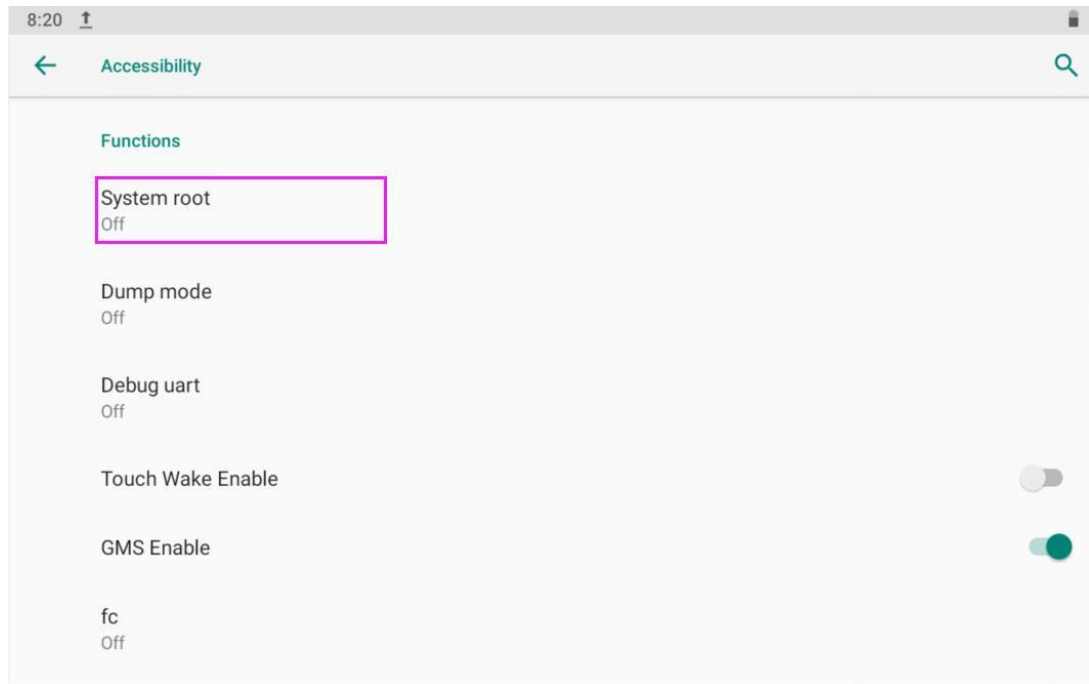 8:20
Accessibility
Functions
System root
Off
Dump mode
Off
Debug uart
Off
Touch Wake Enable
GMS Enable
fc
Off